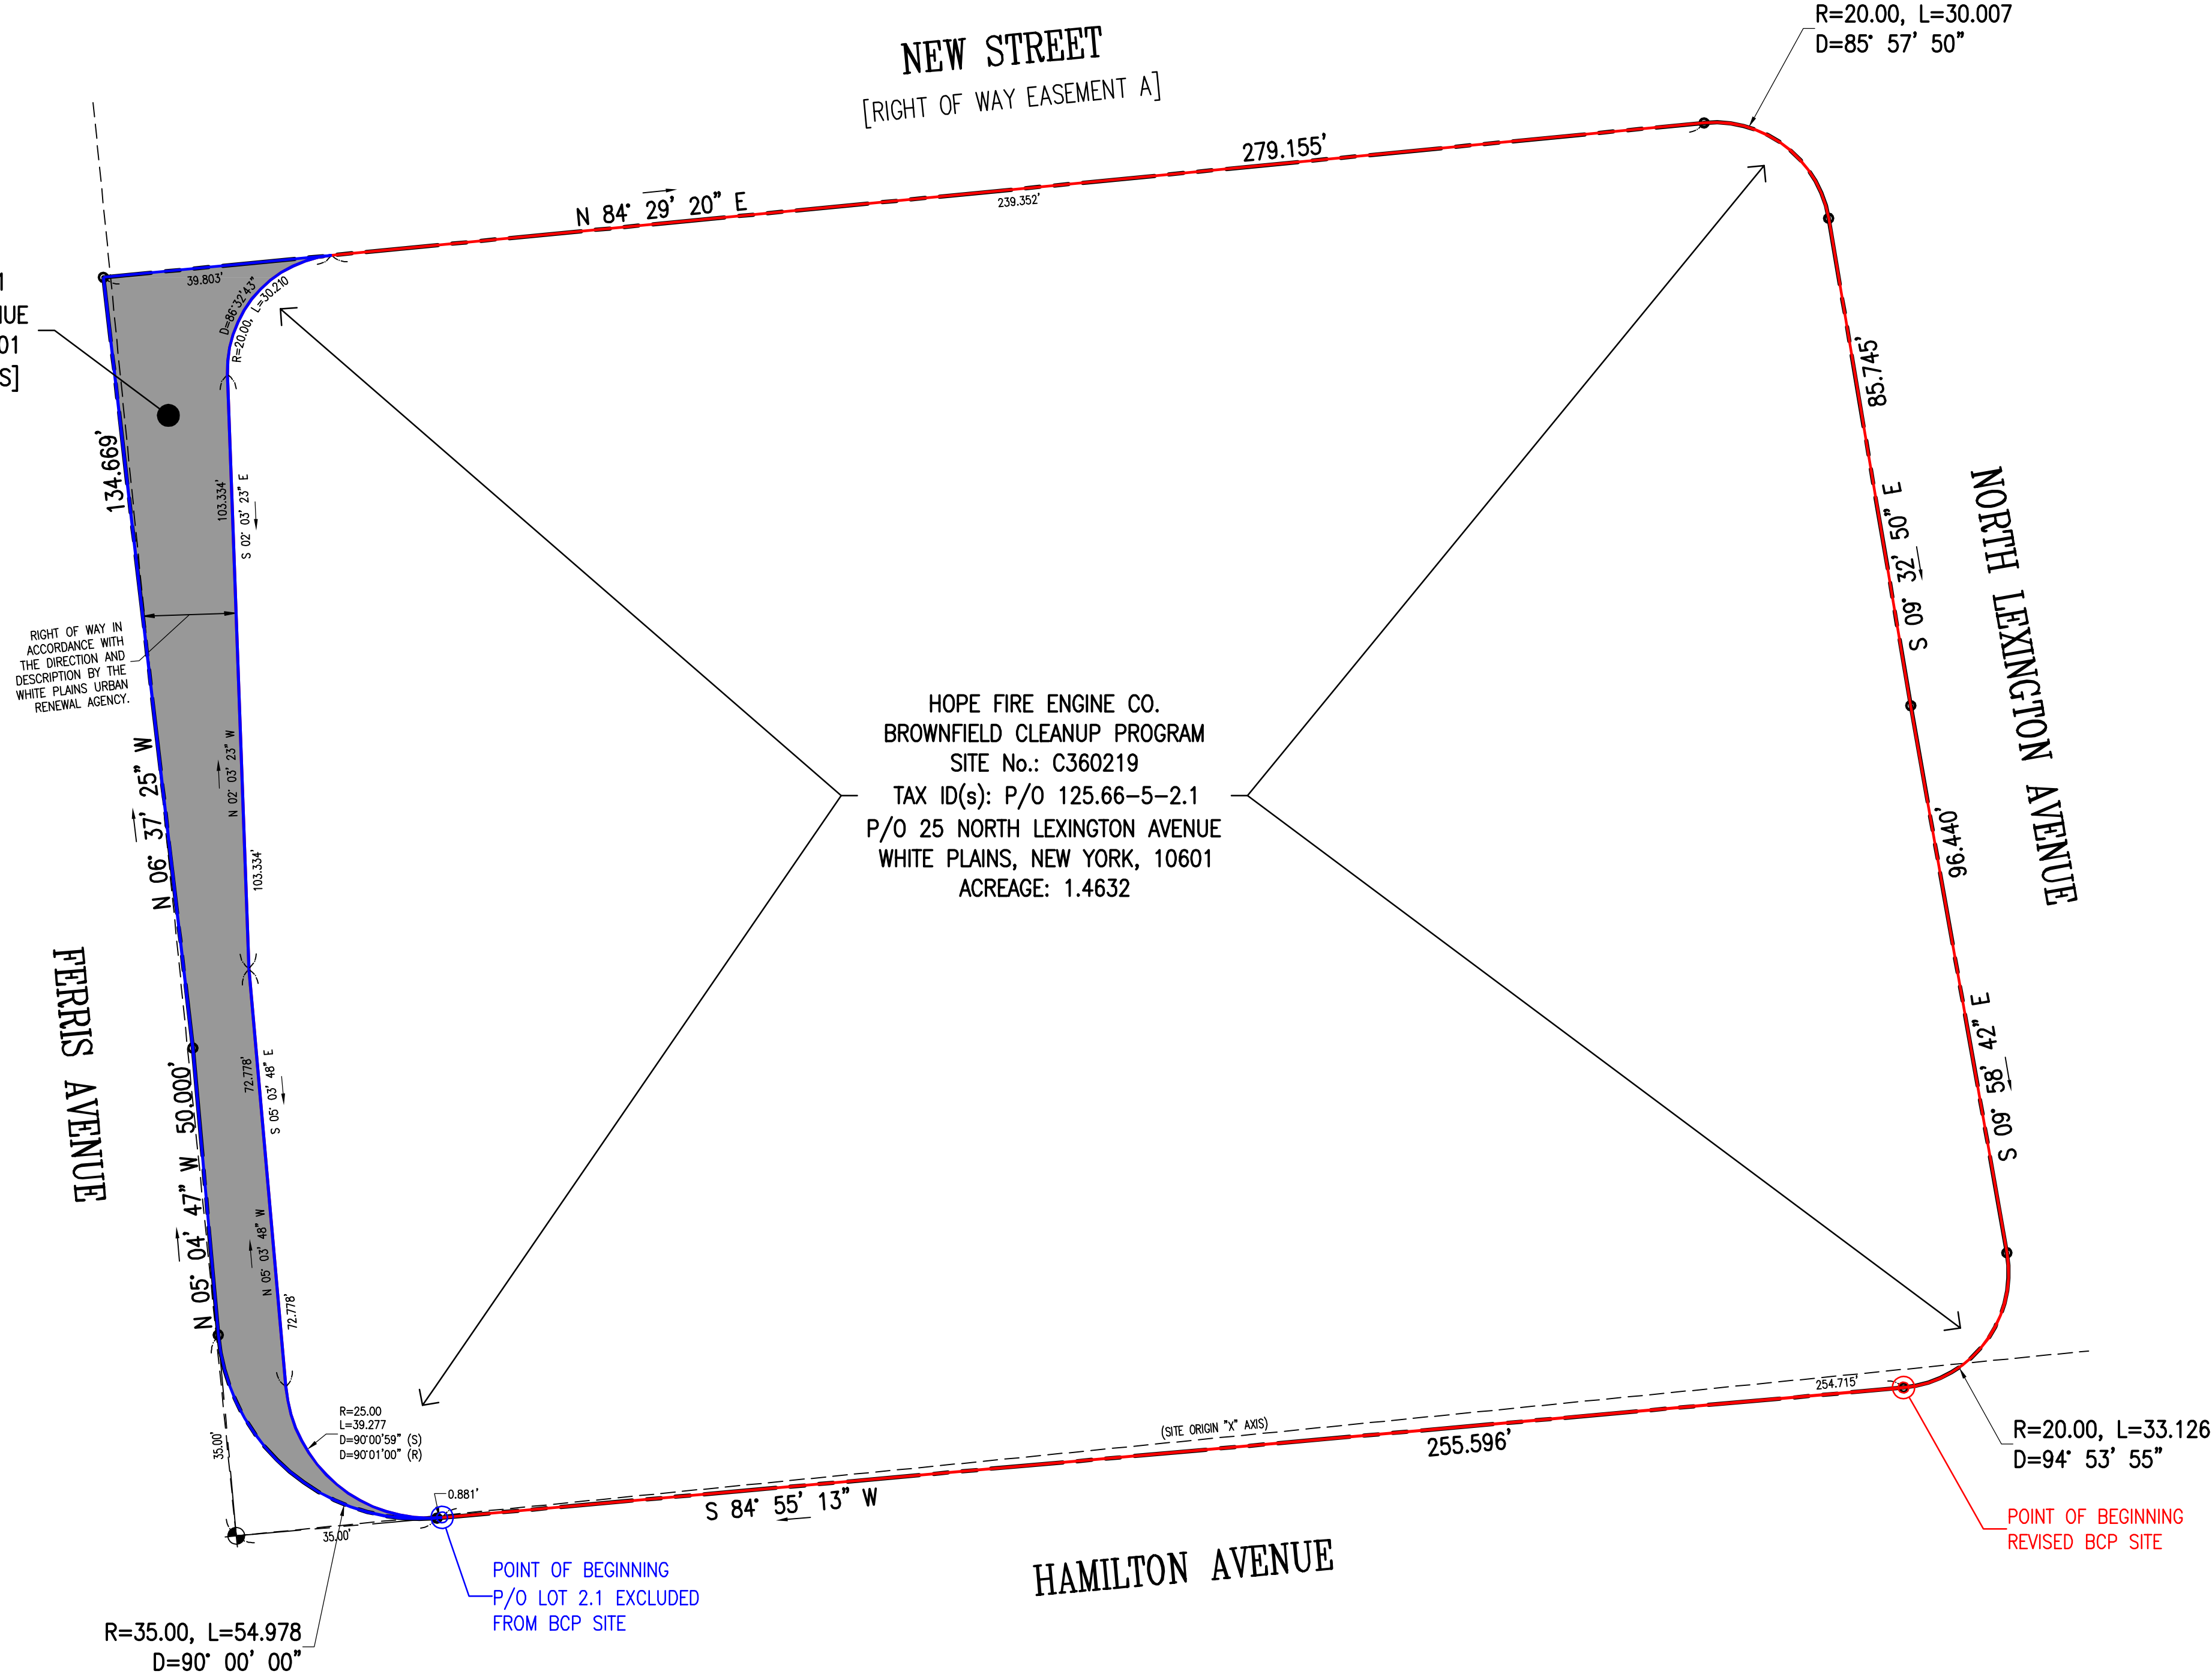 R=20.00, L=30.007
D=85° 57' 50"
NEW STREET
[RIGHT OF WAY EASEMENT A]
279.155'
N 84° 29' 20" E
239.352'
39.803'
D=86°32'43"
R=20.00, L=30.210
1
NUE
01
S]
134.669'
103.334'
S 02° 03' 23" E
85.745'
S 09° 32' 50" E
NORTH LEXINGTON AVENUE
RIGHT OF WAY IN
ACCORDANCE WITH
THE DIRECTION AND
DESCRIPTION BY THE
WHITE PLAINS URBAN
RENEWAL AGENCY.
HOPE FIRE ENGINE CO.
BROWNFIELD CLEANUP PROGRAM
SITE No.: C360219
TAX ID(s): P/O 125.66-5-2.1
P/O 25 NORTH LEXINGTON AVENUE
WHITE PLAINS, NEW YORK, 10601
ACREAGE: 1.4632
N 06° 37' 25" W
N 02° 03' 23" W
103.334'
96.440'
FERRIS AVENUE
50.000'
N 05° 04' 47" W
72.778'
S 05° 03' 48" E
N 05° 03' 48" W
72.778'
S 09° 58' 42" E
R=25.00
L=39.277
D=90°00'59" (S)
D=90°01'00" (R)
35.00'
0.881'
35.00'
254.715'
(SITE ORIGIN "X" AXIS)
255.596'
S 84° 55' 13" W
R=20.00, L=33.126
D=94° 53' 55"
POINT OF BEGINNING
REVISED BCP SITE
HAMILTON AVENUE
POINT OF BEGINNING
P/O LOT 2.1 EXCLUDED
FROM BCP SITE
R=35.00, L=54.978
D=90° 00' 00"